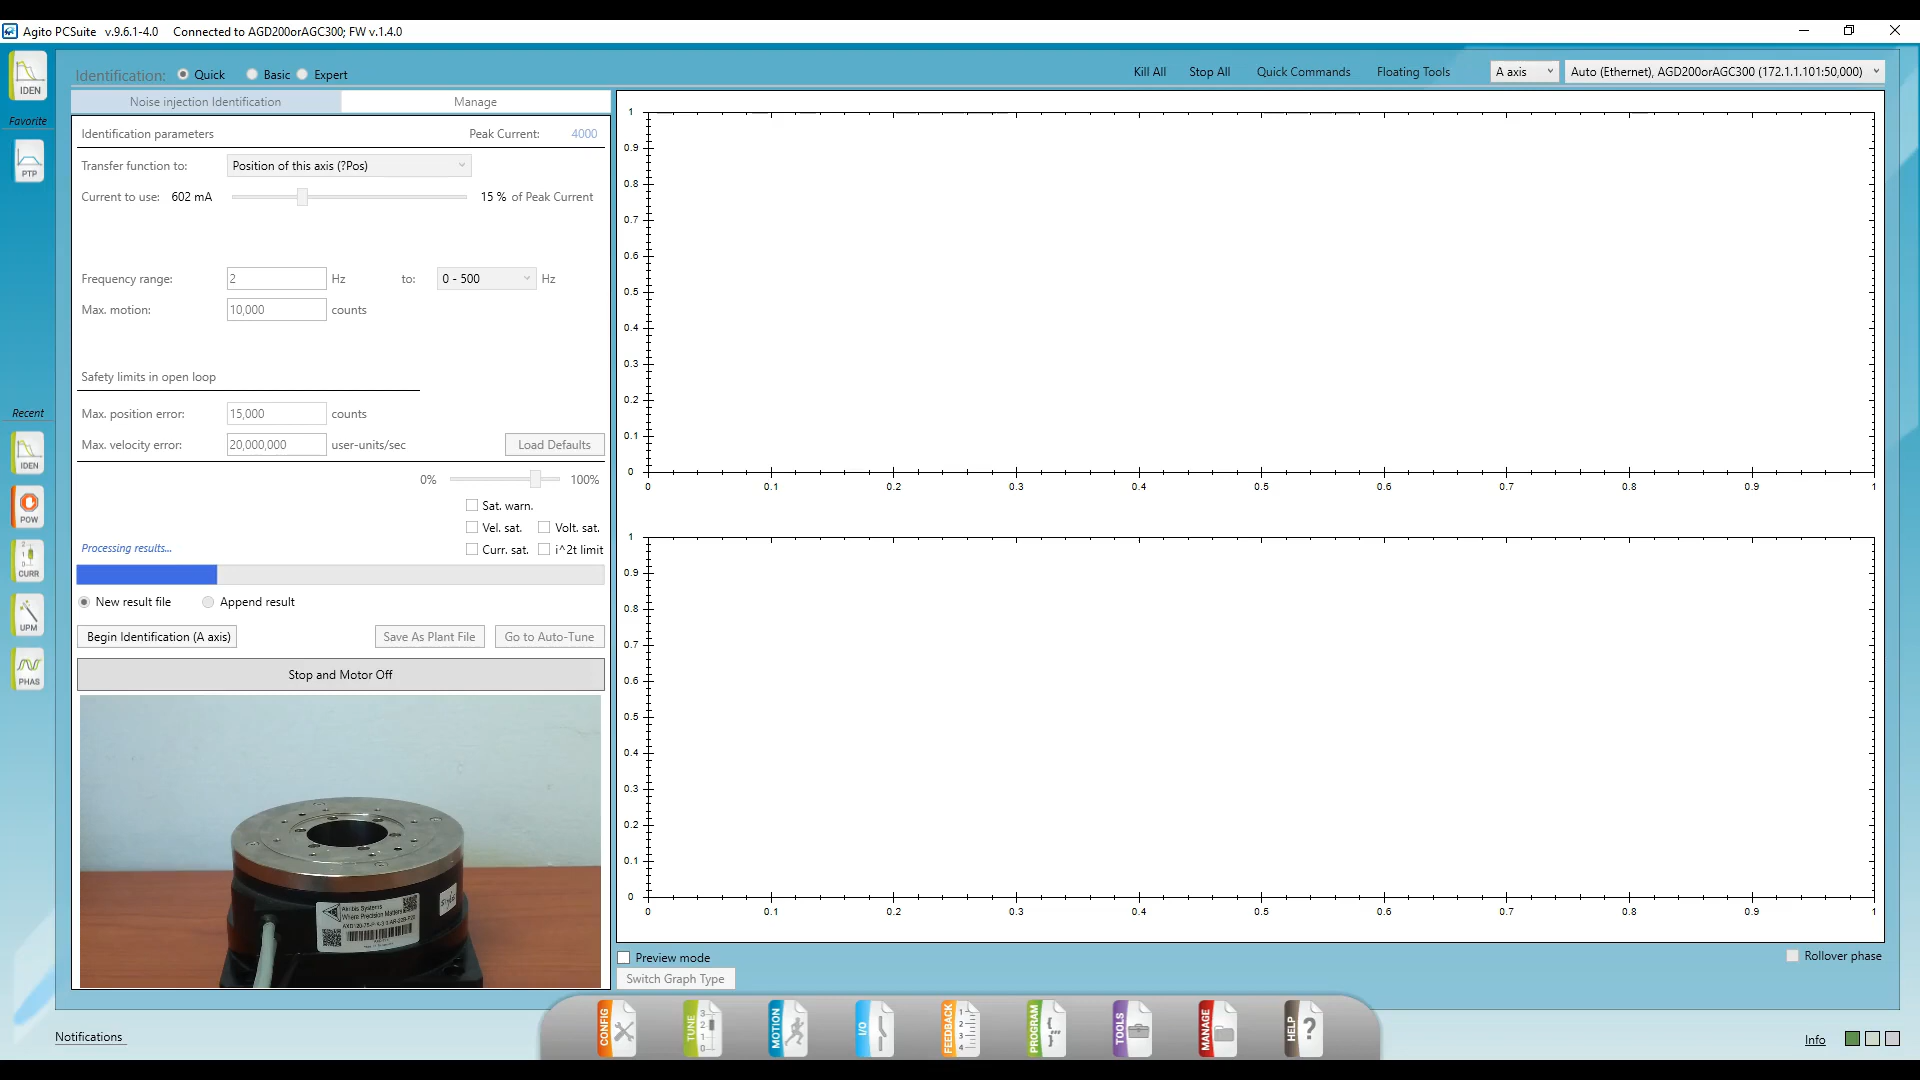 Agito PCSuite v.9.6.1-4.0 Connected to AGD200orAGC300; FW v.1.4.0
Identification: Quick Basic Expert
Kill All Stop All Quick Commands Floating Tools A axis Auto (Ethernet), AGD200orAGC300 (172.1.1.101:50,000)
IDEN
Favorite
PTP
Recent
IDEN
POW
CURR
UPM
PHAS
Noise injection Identification Manage
Identification parameters Peak Current: 4000
Transfer function to: Position of this axis (?Pos)
Current to use: 602 mA 15 % of Peak Current
Frequency range: 2 Hz to: 0 - 500 Hz
Max. motion: 10,000 counts
Safety limits in open loop
Max. position error: 15,000 counts
Max. velocity error: 20,000,000 user-units/sec Load Defaults
0% 100%
Sat. warn.
Vel. sat. Volt. sat.
Processing results... Curr. sat. i^2t limit
New result file Append result
Begin Identification (A axis) Save As Plant File Go to Auto-Tune
Stop and Motor Off
Akribis Systems
Where Precision Matters
1
0.9
0.8
0.7
0.6
0.5
0.4
0.3
0.2
0.1
0
0 0.1 0.2 0.3 0.4 0.5 0.6 0.7 0.8 0.9 1
1
0.9
0.8
0.7
0.6
0.5
0.4
0.3
0.2
0.1
0
0 0.1 0.2 0.3 0.4 0.5 0.6 0.7 0.8 0.9 1
Preview mode Rollover phase
Switch Graph Type
CONFIG TUNE MOTION I/O FEEDBACK PROGRAM TOOLS MANAGE HELP
Notifications Info